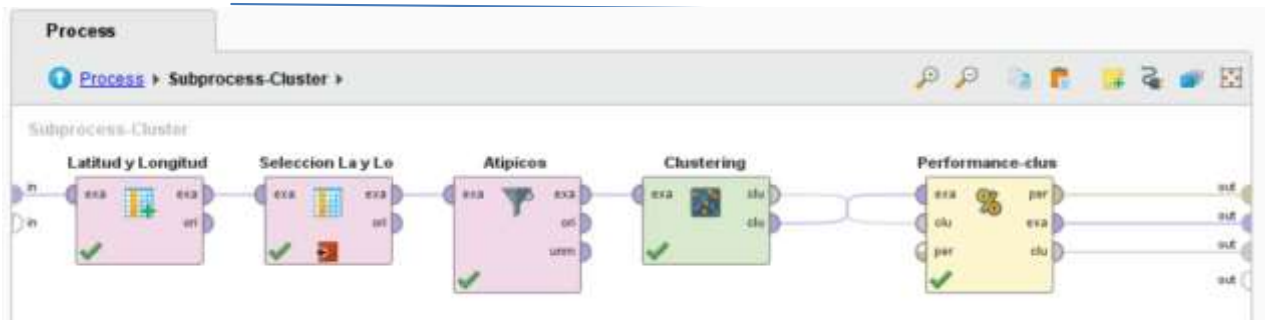 Process
Process ▸ Subprocess-Cluster ▸
Subprocess-Cluster
Latitud y Longitud
Seleccion La y Lo
Atipicos
Clustering
Performance-clus
in
in
exa exa
ori
exa exa
ori
exa exa
ori
unm
exa clu
clu
exa per
clu exa
per clu
out
out
out
out